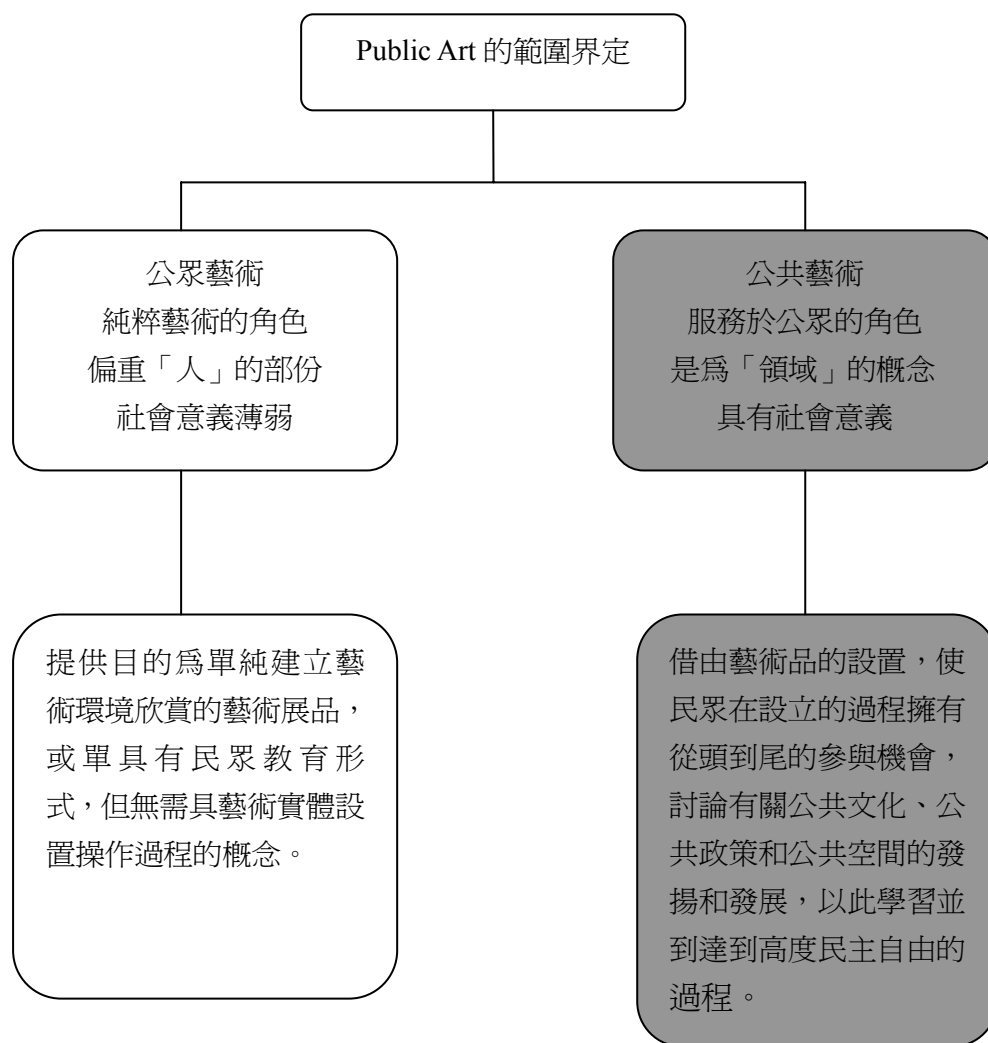 Public Art 的範圍界定
公眾藝術
純粹藝術的角色
偏重「人」的部份
社會意義薄弱
公共藝術
服務於公眾的角色
是為「領域」的概念
具有社會意義
提供目的為單純建立藝
術環境欣賞的藝術展品，
或單具有民眾教育形
式，但無需具藝術實體設
置操作過程的概念。
借由藝術品的設置，使
民眾在設立的過程擁有
從頭到尾的參與機會，
討論有關公共文化、公
共政策和公共空間的發
揚和發展，以此學習並
到達到高度民主自由的
過程。